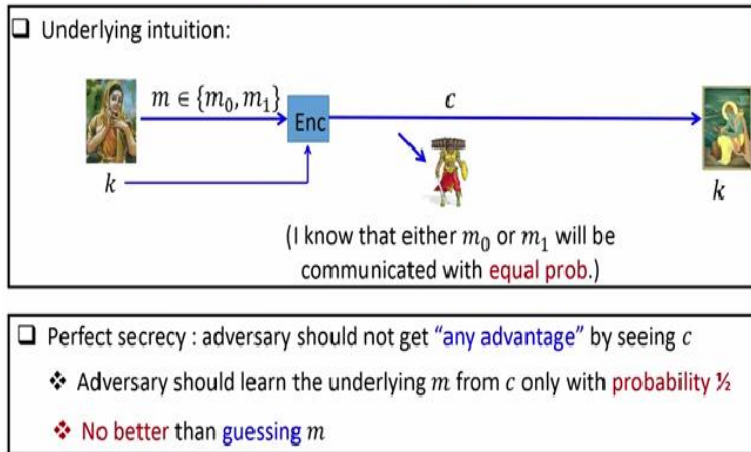 ❑ Underlying intuition:
m ∈ {m₀, m₁}
c
Enc
k
k
(I know that either m₀ or m₁ will be
communicated with equal prob.)
❑ Perfect secrecy : adversary should not get “any advantage” by seeing c
❖ Adversary should learn the underlying m from c only with probability ½
❖ No better than guessing m